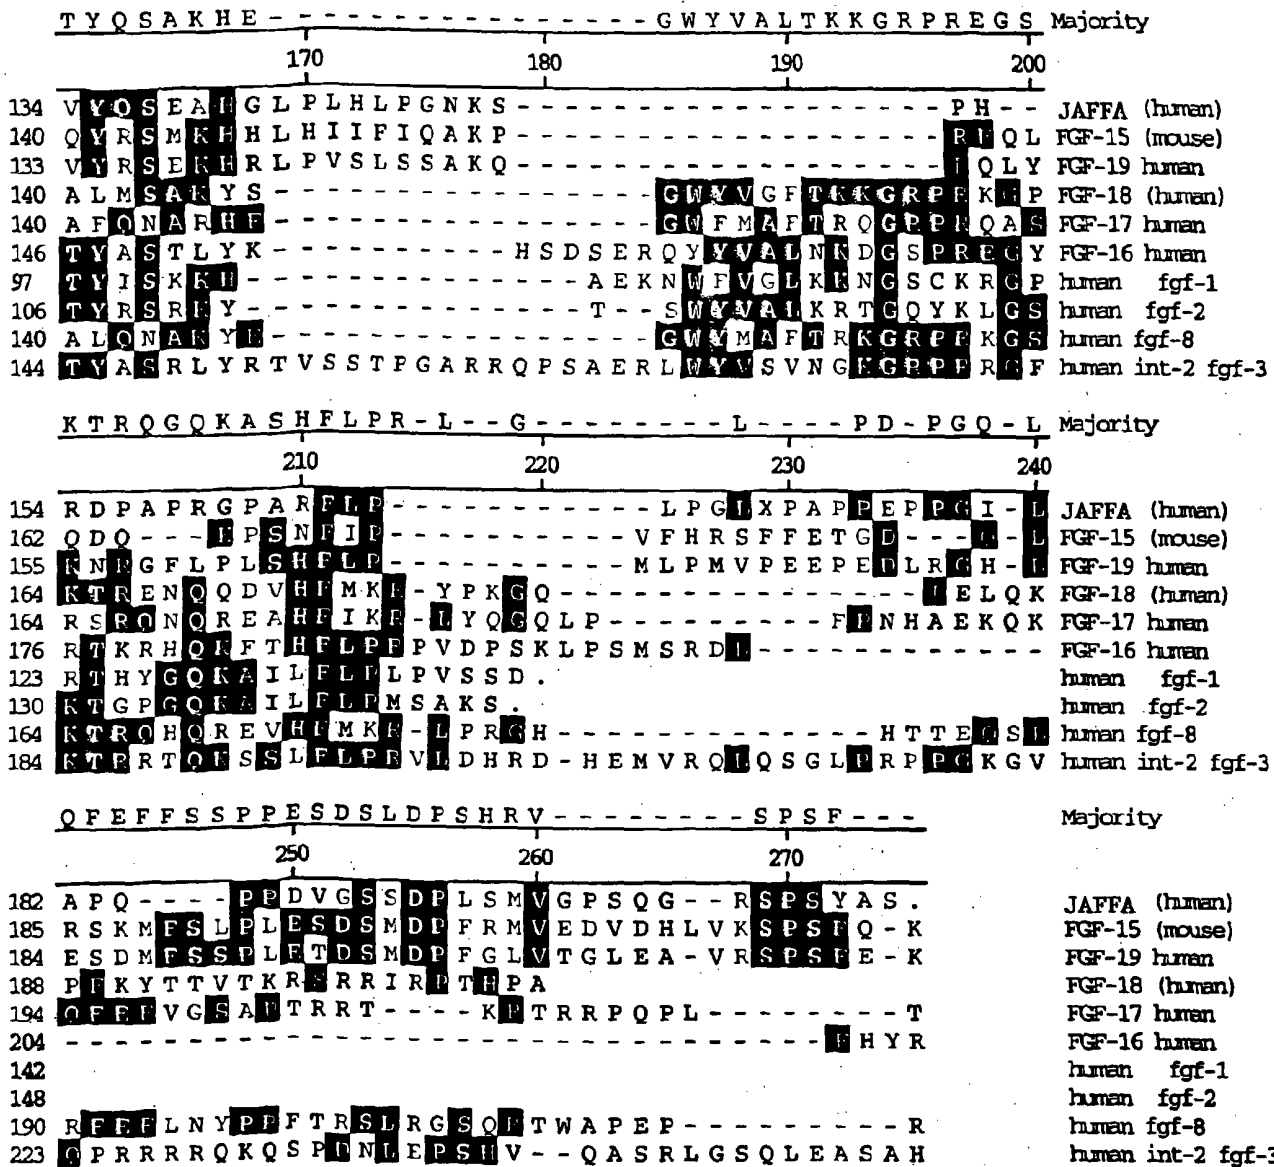 T Y Q S A K H E - - - - - - - - - - - - - - - - G W Y V A L T K K G R P R E G S Majority
170 180 190 200
134 V Y Q S E A H G L P L H L P G N K S - - - - - - - - - - - - - - - - - - P H - - JAFFA (human)
140 Q Y R S M K H H L H I I F I Q A K P - - - - - - - - - - - - - - - - - - R E Q L FGF-15 (mouse)
133 V Y R S E K H R L P V S L S S A K Q - - - - - - - - - - - - - - - - - - R Q L Y FGF-19 human
140 A L M S A K Y S - - - - - - - - - - - - - - - - G W Y V G F T K K G R P R K G P FGF-18 (human)
140 A F Q N A R H E - - - - - - - - - - - - - - - - G W F M A F T R Q G P P R Q A S FGF-17 human
146 T Y A S T L Y K - - - - - - - - - - H S D S E R Q Y Y V A L N K D G S P R E G Y FGF-16 human
97 T Y I S K K H - - - - - - - - - - - - - - A E K N W F V G L K K N G S C K R G P human fgf-1
106 T Y R S R K Y - - - - - - - - - - - - - - T - - S W Y V A L K R T G Q Y K L G S human fgf-2
140 A L Q N A K Y E - - - - - - - - - - - - - - - - G W Y M A F T R K G R P R K G S human fgf-8
144 T Y A S R L Y R T V S S T P G A R R Q P S A E R L W Y V S V N G K G P P R R G F human int-2 fgf-3
K T R Q G Q K A S H F L P R - L - - G - - - - - - - - L - - - - P D - P G Q - L Majority
210 220 230 240
154 R D P A P R G P A R F L P - - - - - - - - - - - L P G L X P A P P E P P G I - L JAFFA (human)
162 Q D Q - - - K P S N F I P - - - - - - - - - - V F H R S F F E T G D - - - Q - L FGF-15 (mouse)
155 K N R G F L P L S H F L P - - - - - - - - - - M L P M V P E E P E D L R G H - L FGF-19 human
164 K T R E N Q Q D V H F M K R - Y P K G Q - - - - - - - - - - - - - - - P E L Q K FGF-18 (human)
164 R S R Q N Q R E A H F I K R - L Y Q G Q L P - - - - - - - - - F P N H A E K Q K FGF-17 human
176 R T K R H Q K F T H F L P R P V D P S K L P S M S R D L - - - - - - - - - - - - FGF-16 human
123 R T H Y G Q K A I L F L P L P V S S D . human fgf-1
130 K T G P G Q K A I L F L P M S A K S . human fgf-2
164 K T R Q H Q R E V H F M K R - L P R G H - - - - - - - - - - - - - H T T E Q S L human fgf-8
184 K T R R T Q K S S L F L P R V L D H R D - H E M V R Q L Q S G L P R P P G K G V human int-2 fgf-3
Q F E F F S S P P E S D S L D P S H R V - - - - - - - - S P S F - - - Majority
250 260 270
182 A P Q - - - - P P D V G S S D P L S M V G P S Q G - - R S P S Y A S . JAFFA (human)
185 R S K M F S L P L E S D S M D P F R M V E D V D H L V K S P S F Q - K FGF-15 (mouse)
184 E S D M F S S P L E T D S M D P F G L V T G L E A - V R S P S F E - K FGF-19 human
188 P F K Y T T V T K R S R R I R P T H P A FGF-18 (human)
194 Q F E F V G S A P T R R T - - - - K R T R R P Q P L - - - - - - - - T FGF-17 human
204 - - - - - - - - - - - - - - - - - - - - - - - - - - - - - - - F H Y R FGF-16 human
142 human fgf-1
148 human fgf-2
190 R F E F L N Y P P F T R S L R G S Q R T W A P E P - - - - - - - - - R human fgf-8
223 Q P R R R R Q K Q S P D N L E P S H V - - Q A S R L G S Q L E A S A H human int-2 fgf-3